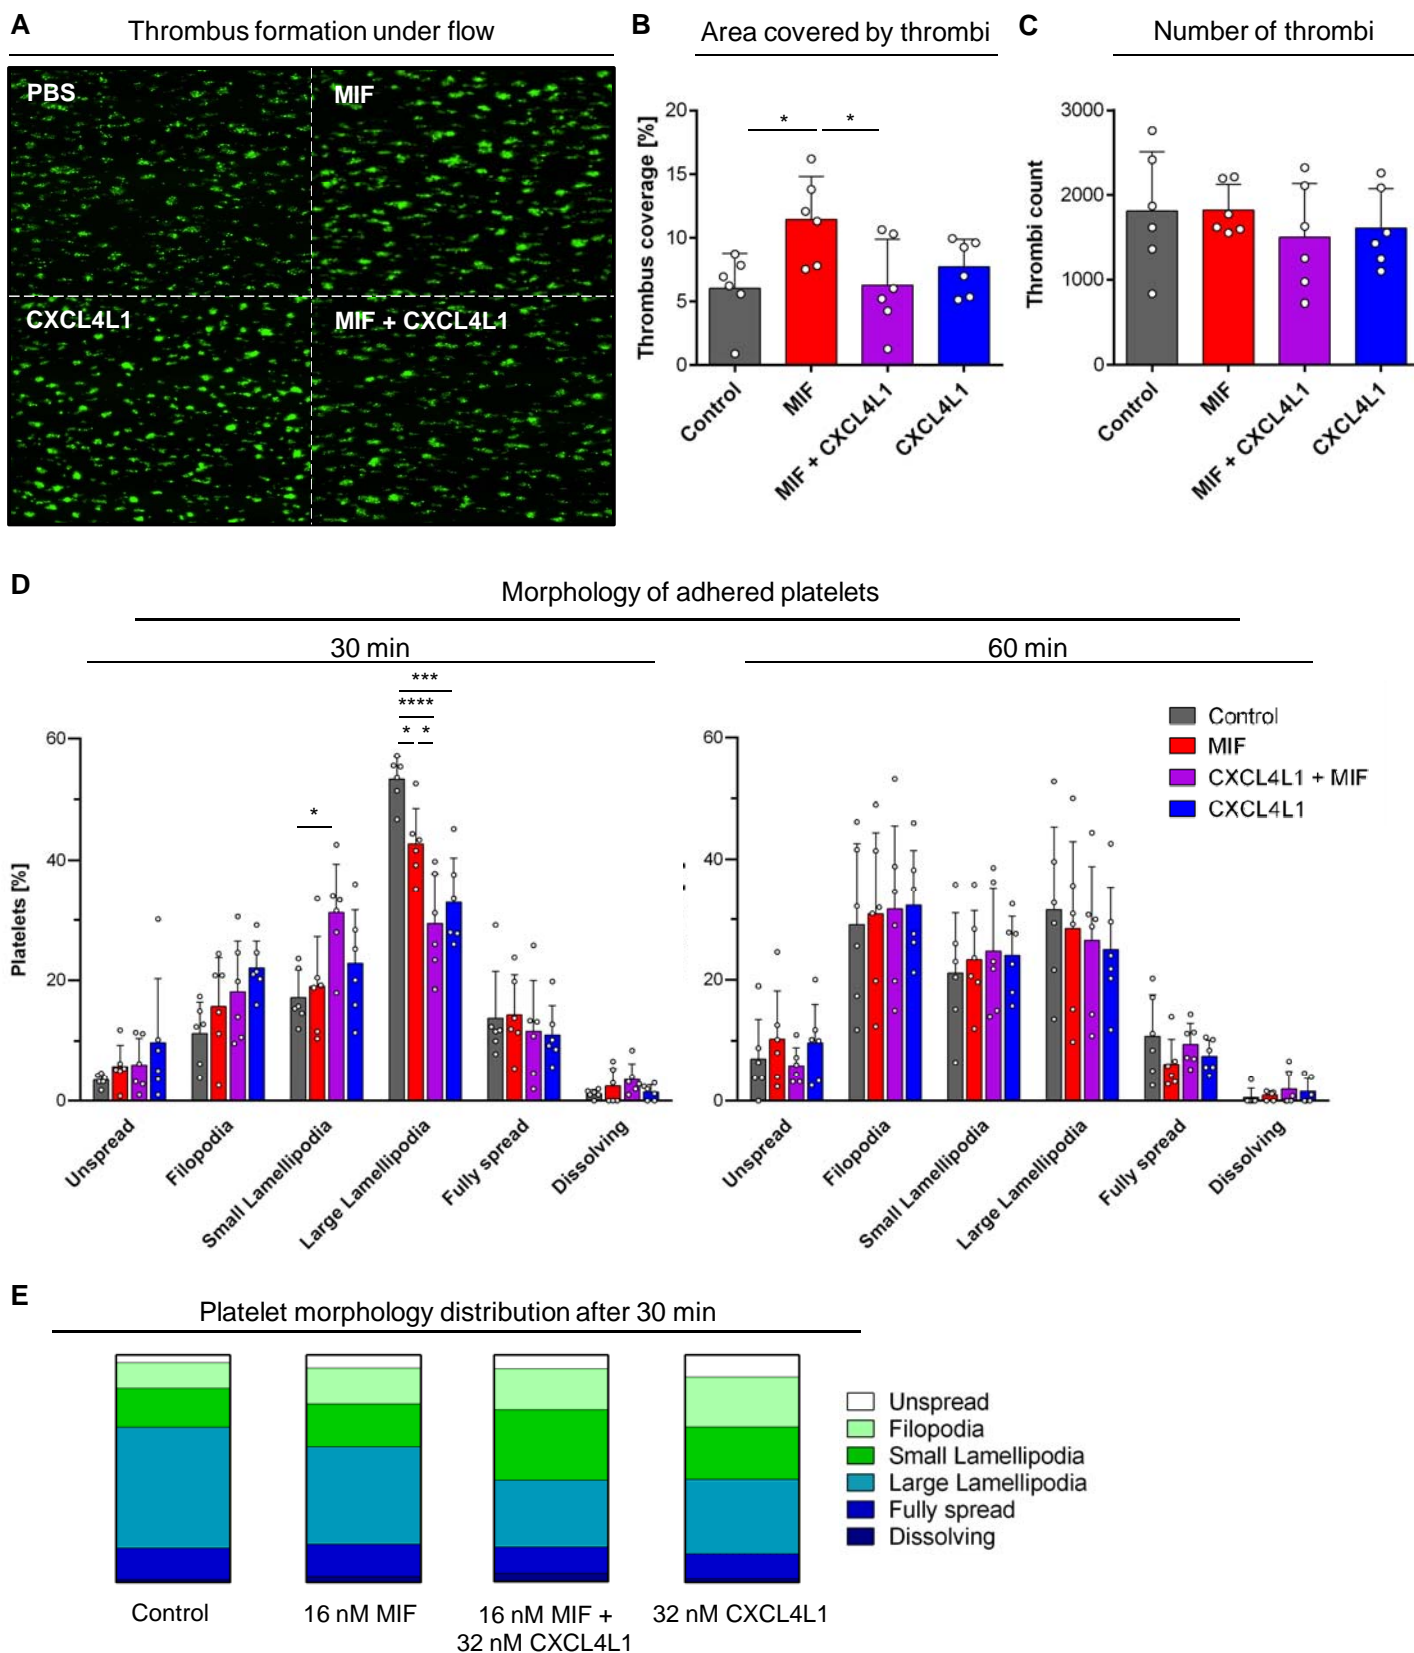 A
Thrombus formation under flow
PBS
MIF
CXCL4L1
MIF + CXCL4L1
B
Area covered by thrombi
Thrombus coverage [%]
20
15
10
5
0
*
*
Control
MIF
MIF + CXCL4L1
CXCL4L1
C
Number of thrombi
Thrombi count
3000
2000
1000
0
Control
MIF
MIF + CXCL4L1
CXCL4L1
D
Morphology of adhered platelets
30 min
Platelets [%]
60
40
20
0
*
***
****
* *
Unspread
Filopodia
Small Lamellipodia
Large Lamellipodia
Fully spread
Dissolving
60 min
60
40
20
0
Control
MIF
CXCL4L1 + MIF
CXCL4L1
Unspread
Filopodia
Small Lamellipodia
Large Lamellipodia
Fully spread
Dissolving
E
Platelet morphology distribution after 30 min
Control
16 nM MIF
16 nM MIF +
32 nM CXCL4L1
32 nM CXCL4L1
Unspread
Filopodia
Small Lamellipodia
Large Lamellipodia
Fully spread
Dissolving